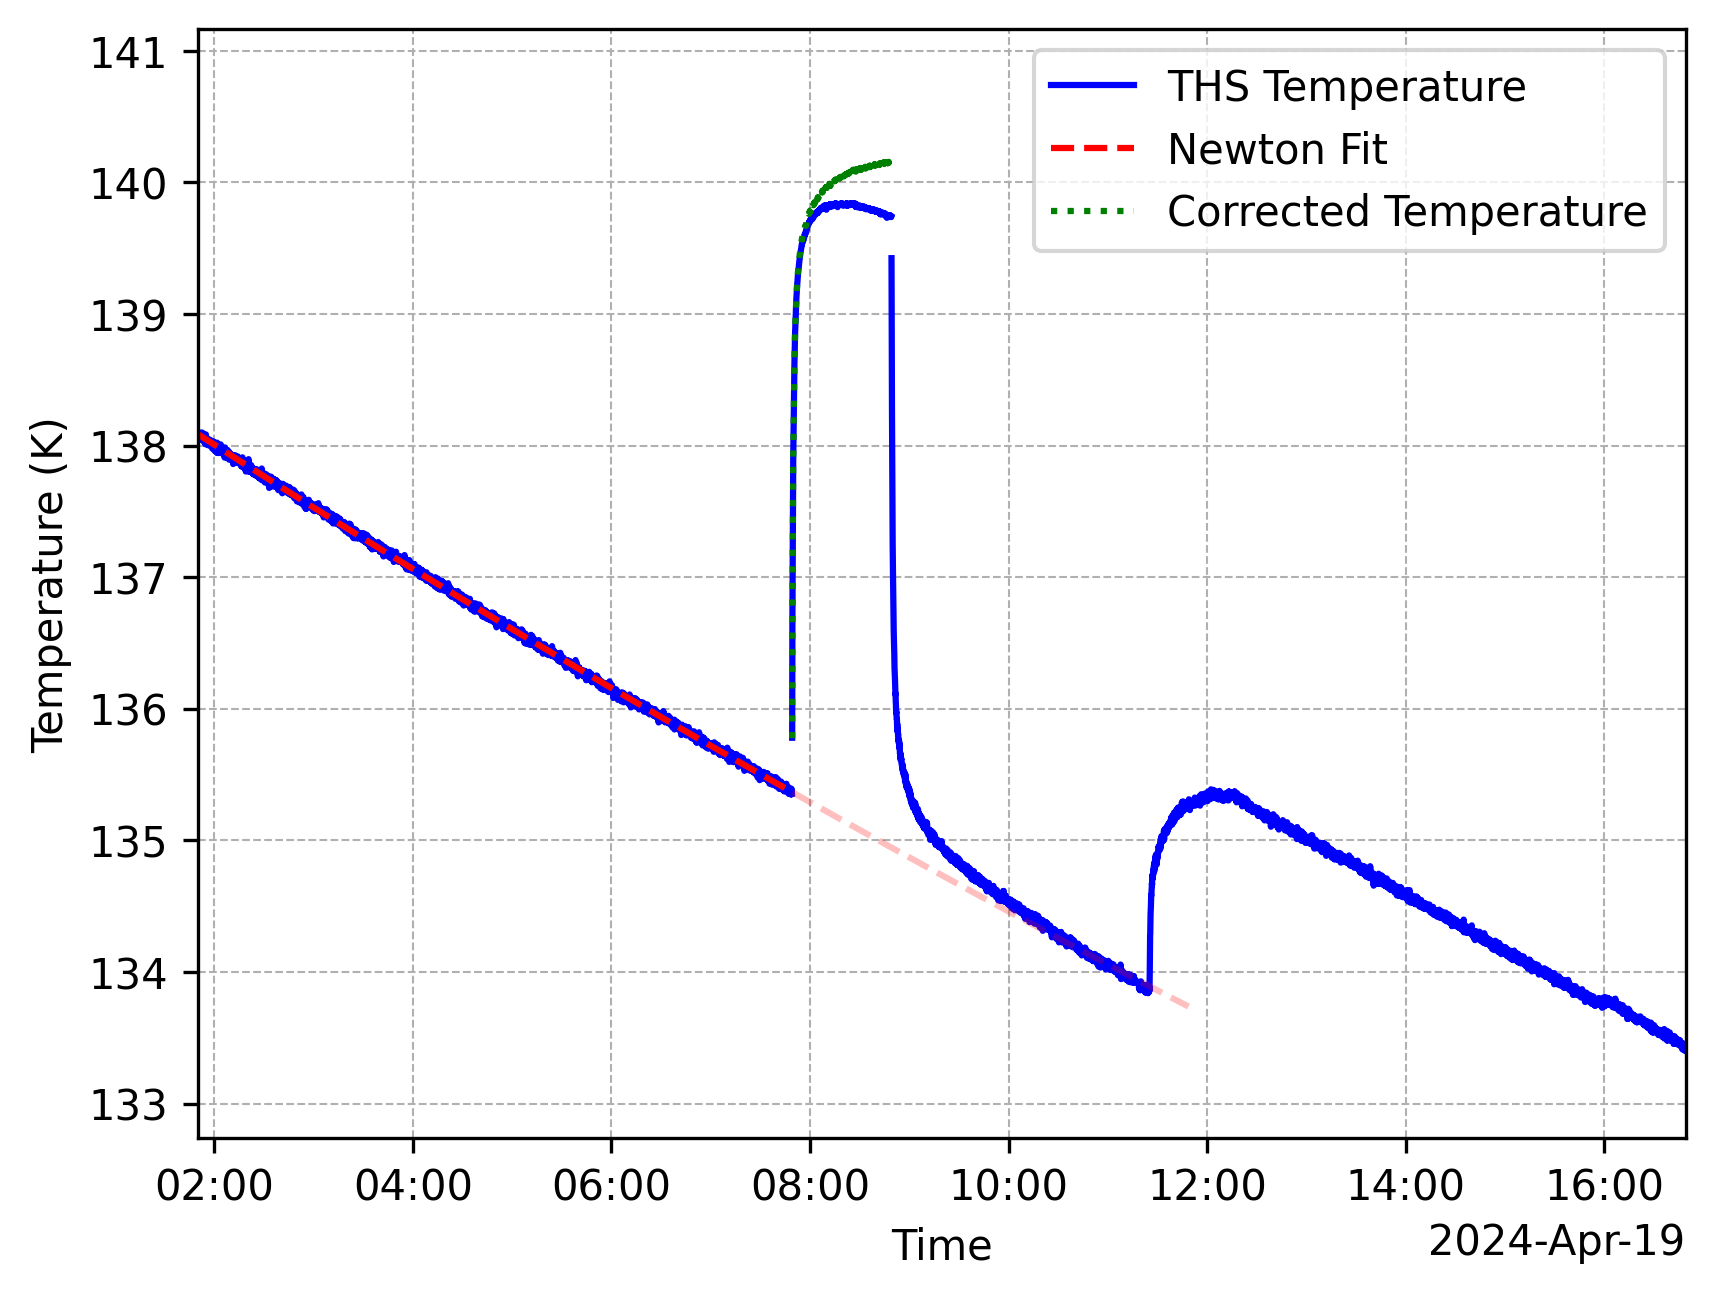 141
140
139
138
137
136
135
134
133
Temperature (K)
THS Temperature
Newton Fit
Corrected Temperature
02:00 04:00 06:00 08:00 10:00 12:00 14:00 16:00
Time
2024-Apr-19